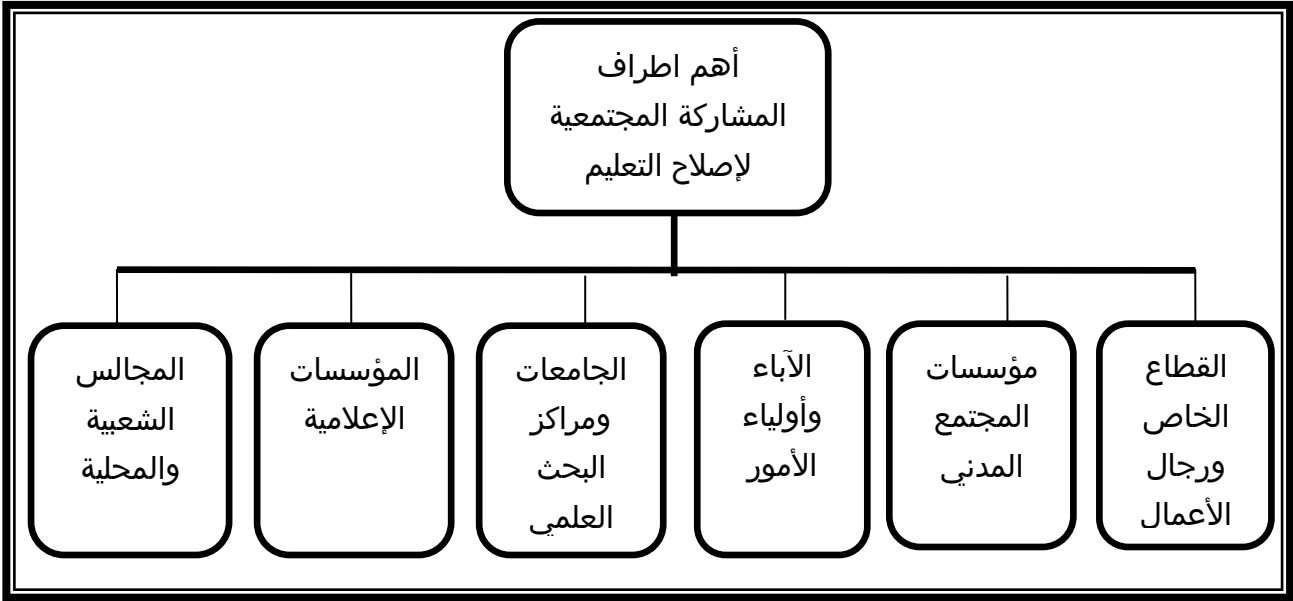 أهم اطراف
المشاركة المجتمعية
لإصلاح التعليم
القطاع
الخاص
ورجال
الأعمال
مؤسسات
المجتمع
المدني
الآباء
وأولياء
الأمور
الجامعات
ومراكز
البحث
العلمي
المؤسسات
الإعلامية
المجالس
الشعبية
والمحلية